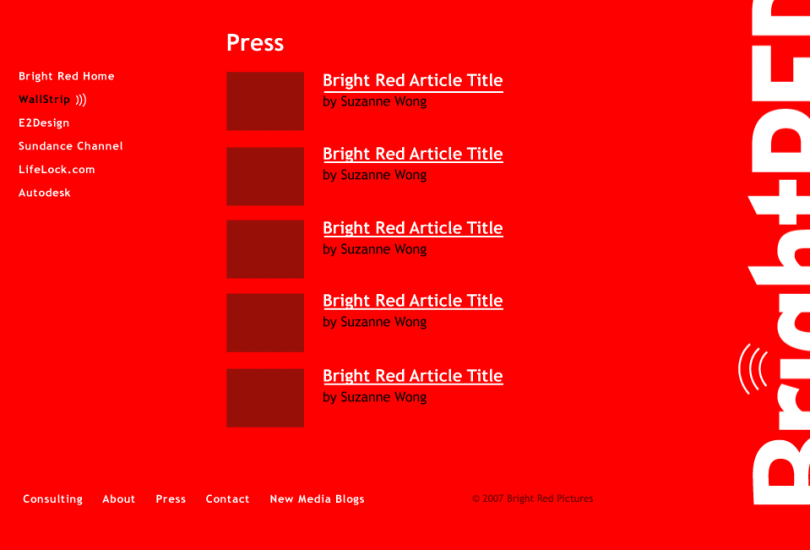 Press
Bright Red Home
WallStrip
E2Design
Sundance Channel
LifeLock.com
Autodesk
Bright Red Article Title
by Suzanne Wong
Bright Red Article Title
by Suzanne Wong
Bright Red Article Title
by Suzanne Wong
Bright Red Article Title
by Suzanne Wong
Bright Red Article Title
by Suzanne Wong
BrightRED
Consulting About Press Contact New Media Blogs
© 2007 Bright Red Pictures